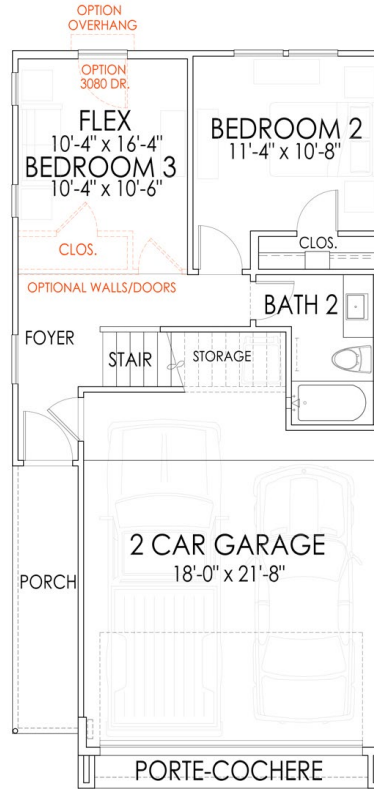 OPTION
OVERHANG
OPTION
3080 DR.
FLEX
10'-4" x 16'-4"
BEDROOM 3
10'-4" x 10'-6"
BEDROOM 2
11'-4" x 10'-8"
CLOS.
CLOS.
OPTIONAL WALLS/DOORS
BATH 2
FOYER
STAIR
STORAGE
2 CAR GARAGE
18'-0" x 21'-8"
PORCH
PORTE-COCHERE